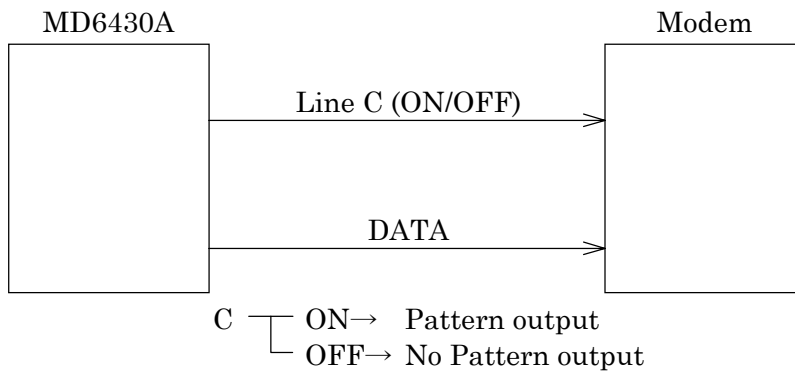 MD6430A
Modem
Line C (ON/OFF)
DATA
C ON→ Pattern output
OFF→ No Pattern output